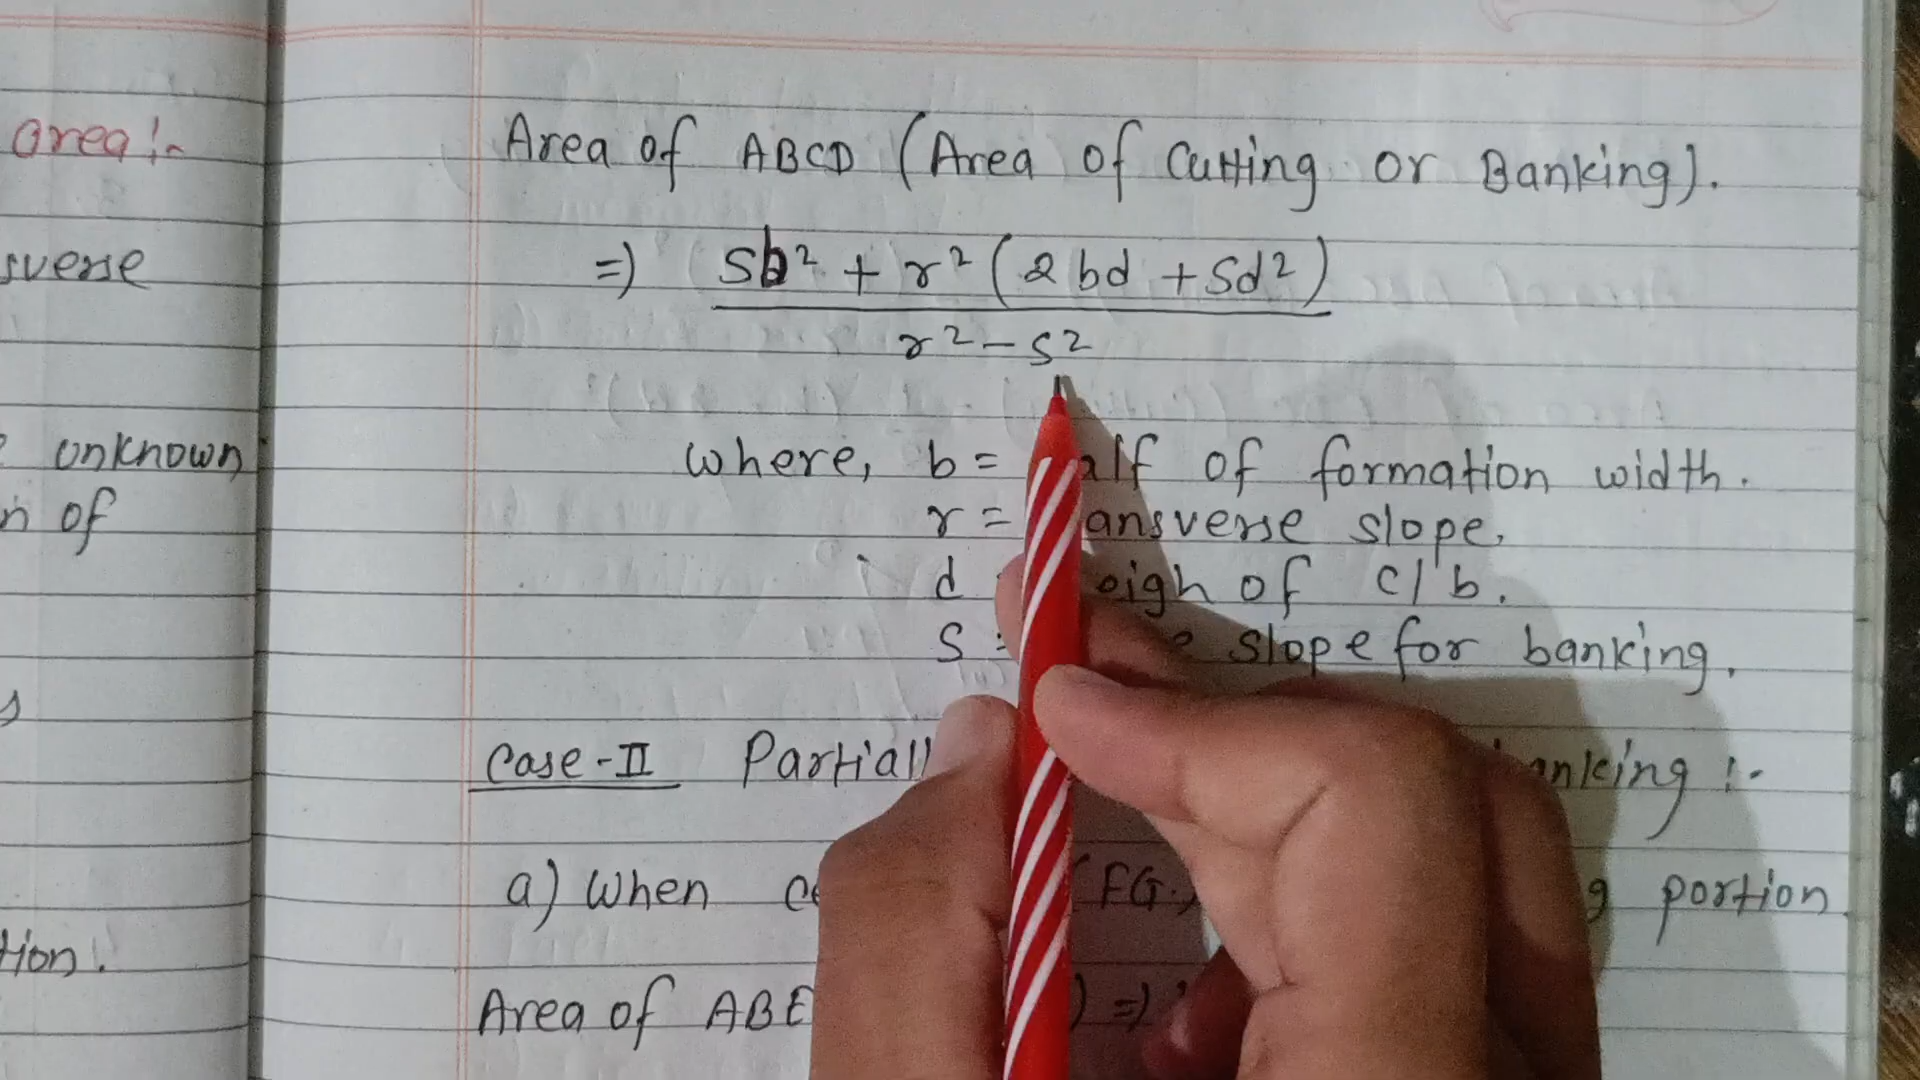 area:-
sverse
unknown
n of
tion.
Area of ABCD (Area of Cutting or Banking).
=) sb² + r² (2bd + sd²)
r² - s²
where, b = alf of formation width.
r = ansverse slope,
d eigh of c/b.
s = slope for banking.
Case-II Partiall anking :-
a) When (FG.) portion
Area of ABE ) =)